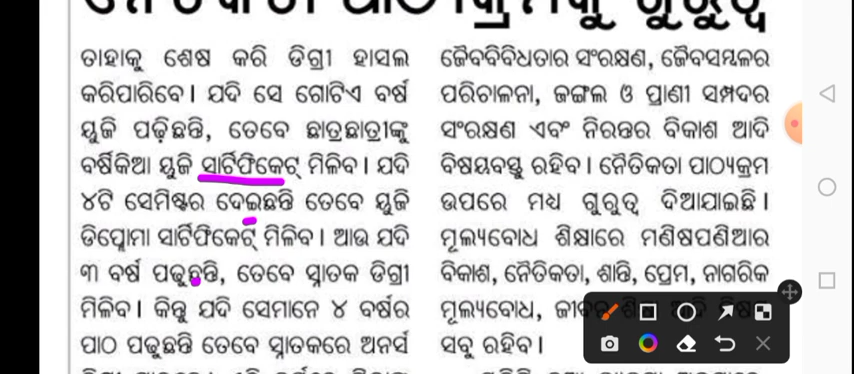 ତାହାକୁ ଶେଷ କରି ଡିଗ୍ରୀ ହାସଲ
କରିପାରିବେ। ଯଦି ସେ ଗୋଟିଏ ବର୍ଷ
ୟୁଜି ପଢ଼ିଛନ୍ତି, ତେବେ ଛାତ୍ରଛାତ୍ରୀଙ୍କୁ
ବର୍ଷିକିଆ ୟୁଜି ସାର୍ଟିଫିକେଟ୍ ମିଳିବ। ଯଦି
୪ଟି ସେମିଷ୍ଟର ଦେଇଛନ୍ତି ତେବେ ୟୁଜି
ଡିପ୍ଲୋମା ସାର୍ଟିଫିକେଟ୍ ମିଳିବ। ଆଉ ଯଦି
୩ ବର୍ଷ ପଢୁଛନ୍ତି, ତେବେ ସ୍ନାତକ ଡିଗ୍ରୀ
ମିଳିବ। କିନ୍ତୁ ଯଦି ସେମାନେ ୪ ବର୍ଷର
ପାଠ ପଢୁଛନ୍ତି ତେବେ ସ୍ନାତକରେ ଅନର୍ସ
ଜୈବବିବିଧତାର ସଂରକ୍ଷଣ, ଜୈବସମ୍ବଳର
ପରିଚାଳନା, ଜଙ୍ଗଲ ଓ ପ୍ରାଣୀ ସମ୍ପଦର
ସଂରକ୍ଷଣ ଏବଂ ନିରନ୍ତର ବିକାଶ ଆଦି
ବିଷୟବସ୍ତୁ ରହିବ। ନୈତିକତା ପାଠ୍ୟକ୍ରମ
ଉପରେ ମଧ୍ୟ ଗୁରୁତ୍ୱ ଦିଆଯାଇଛି।
ମୂଲ୍ୟବୋଧ ଶିକ୍ଷାରେ ମଣିଷପଣିଆର
ବିକାଶ, ନୈତିକତା, ଶାନ୍ତି, ପ୍ରେମ, ନାଗରିକ
ମୂଲ୍ୟବୋଧ,
ସବୁ ରହିବ।